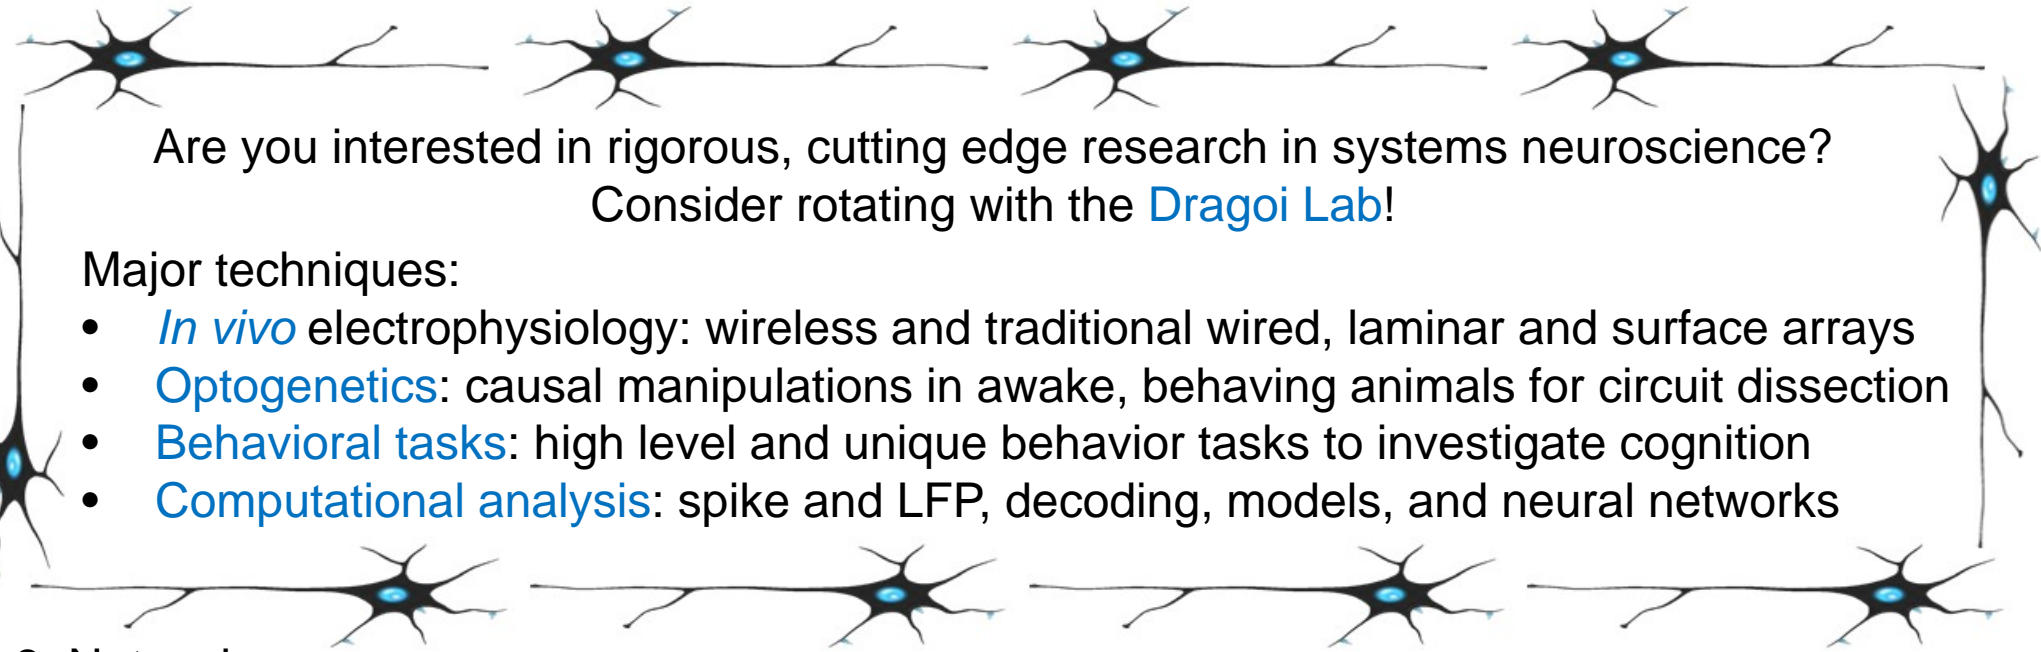 Are you interested in rigorous, cutting edge research in systems neuroscience?
Consider rotating with the Dragoi Lab!
Major techniques:
• In vivo electrophysiology: wireless and traditional wired, laminar and surface arrays
• Optogenetics: causal manipulations in awake, behaving animals for circuit dissection
• Behavioral tasks: high level and unique behavior tasks to investigate cognition
• Computational analysis: spike and LFP, decoding, models, and neural networks